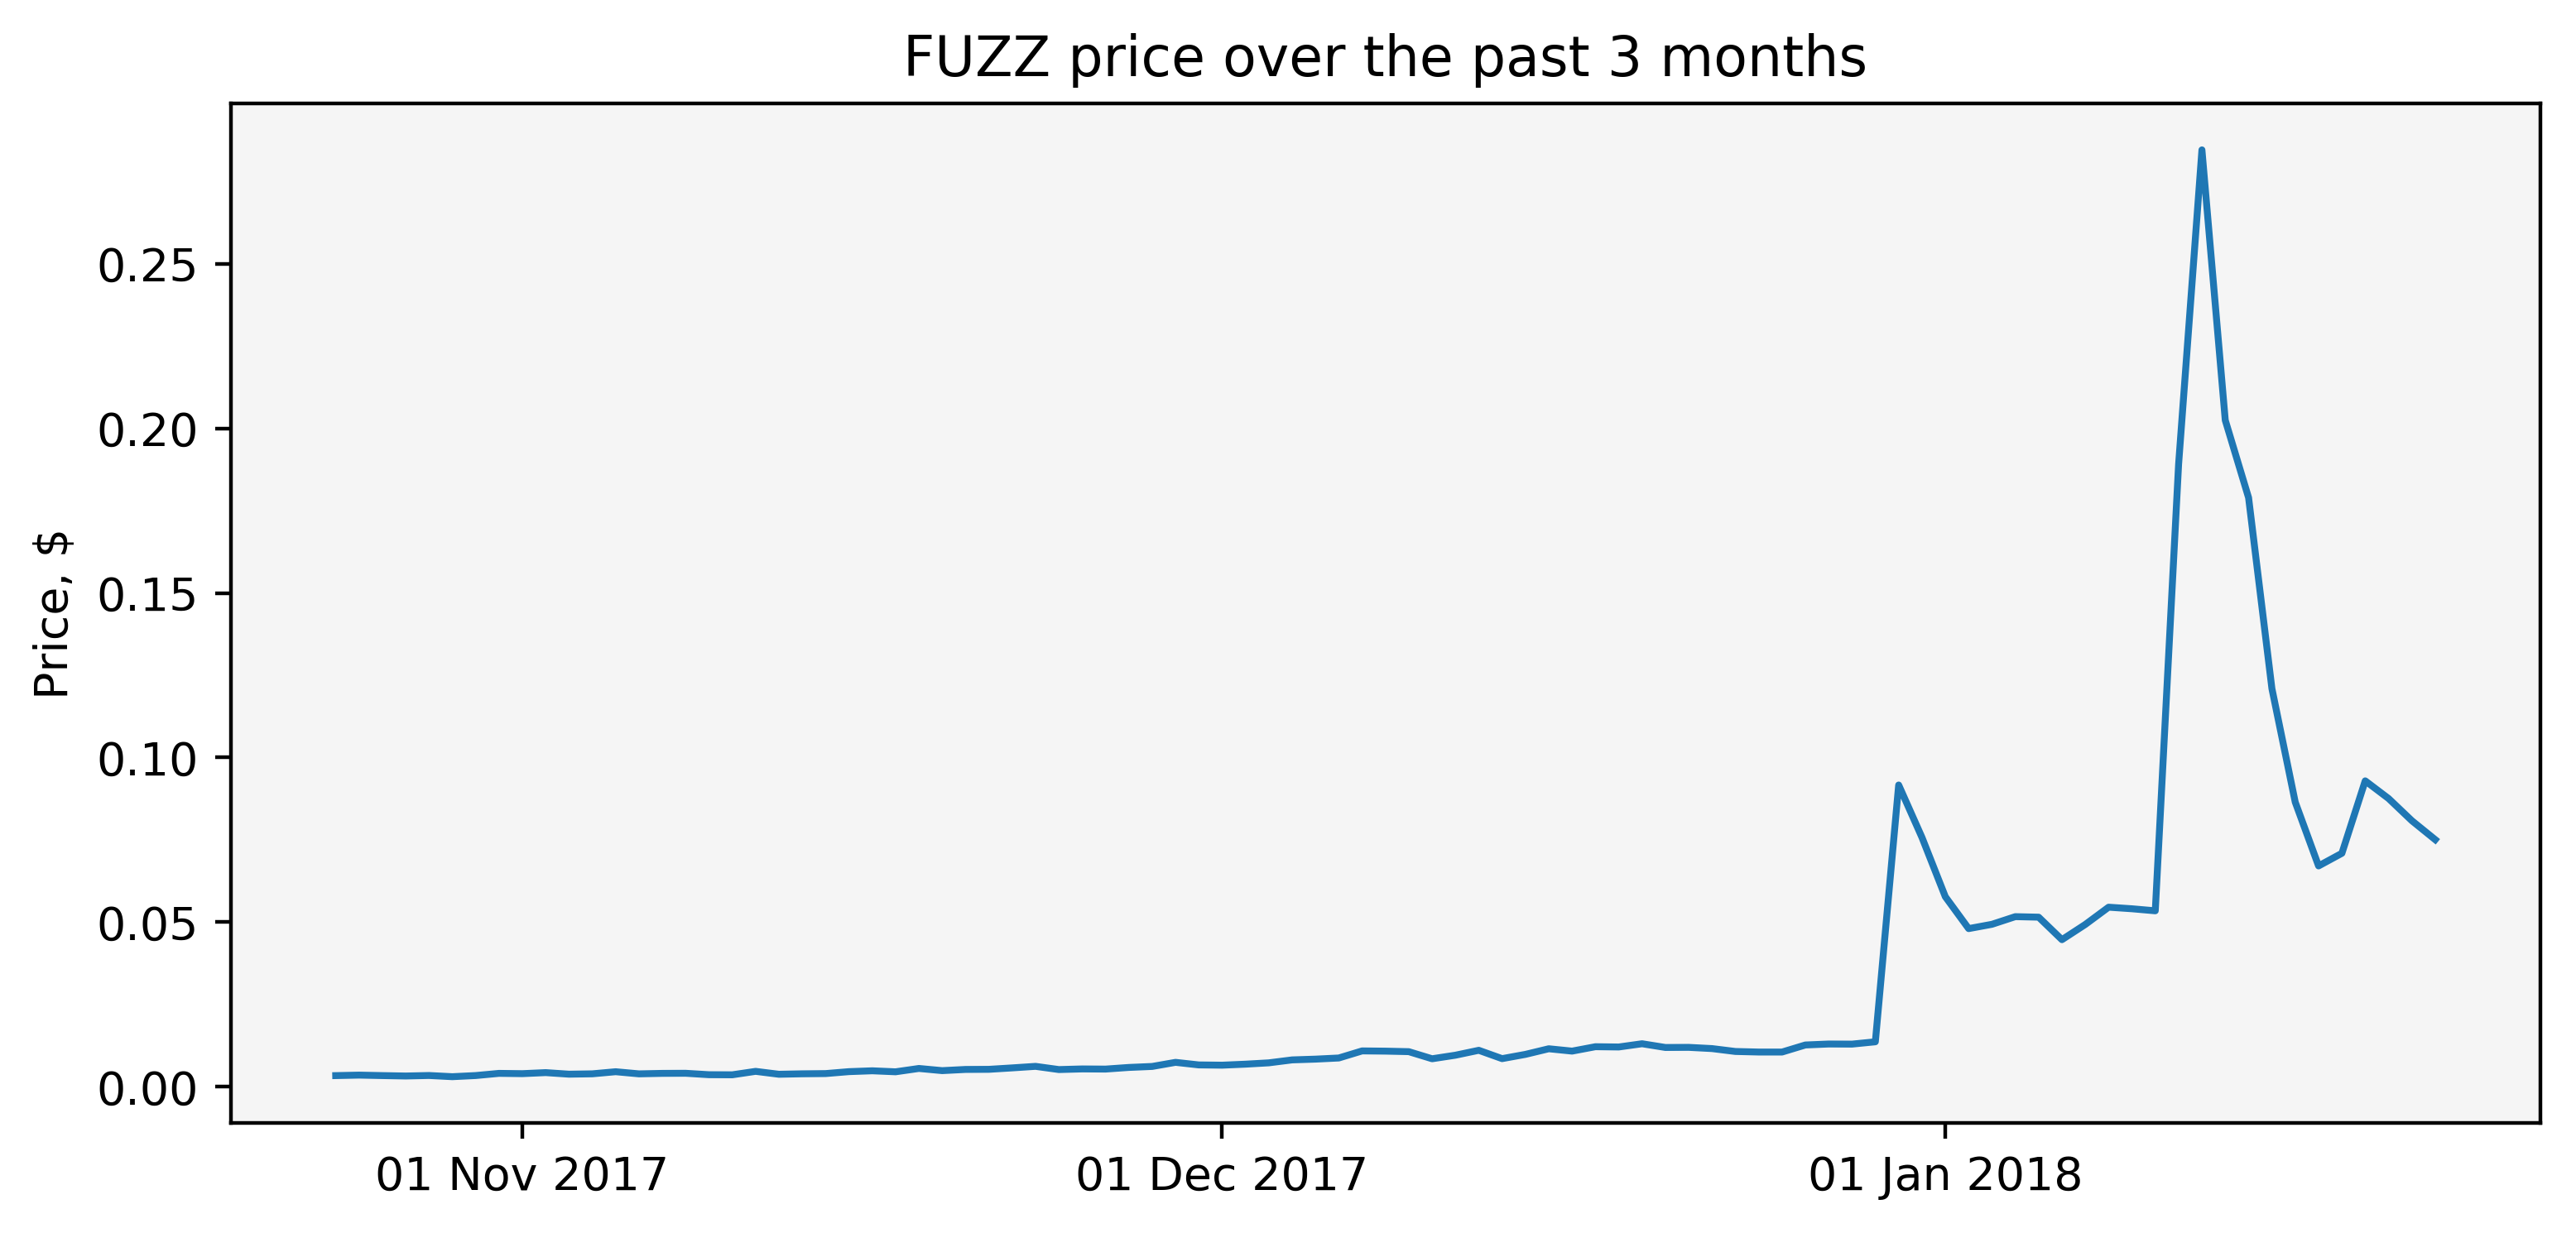 FUZZ price over the past 3 months
Price, $
0.25
0.20
0.15
0.10
0.05
0.00
01 Nov 2017
01 Dec 2017
01 Jan 2018